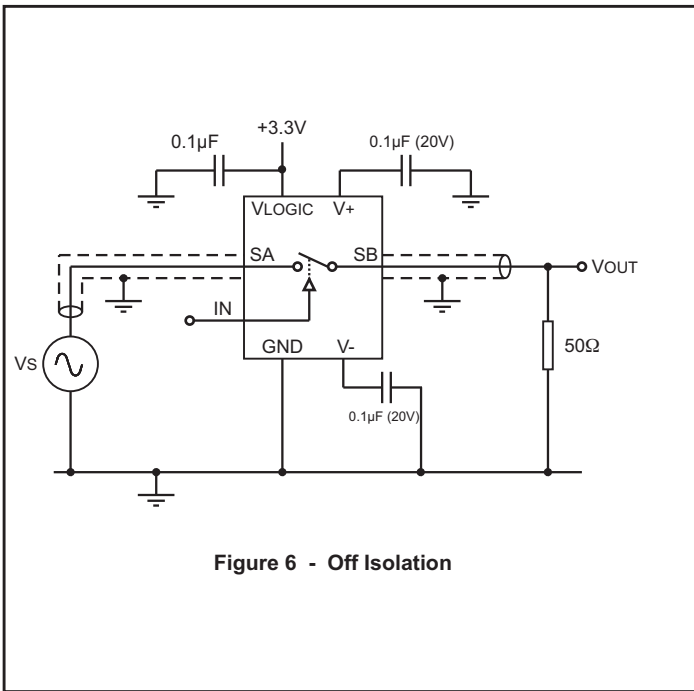 +3.3V
0.1µF
0.1µF (20V)
VLOGIC
V+
SA
SB
VOUT
IN
GND
V-
VS
50Ω
0.1µF (20V)
Figure 6 - Off Isolation